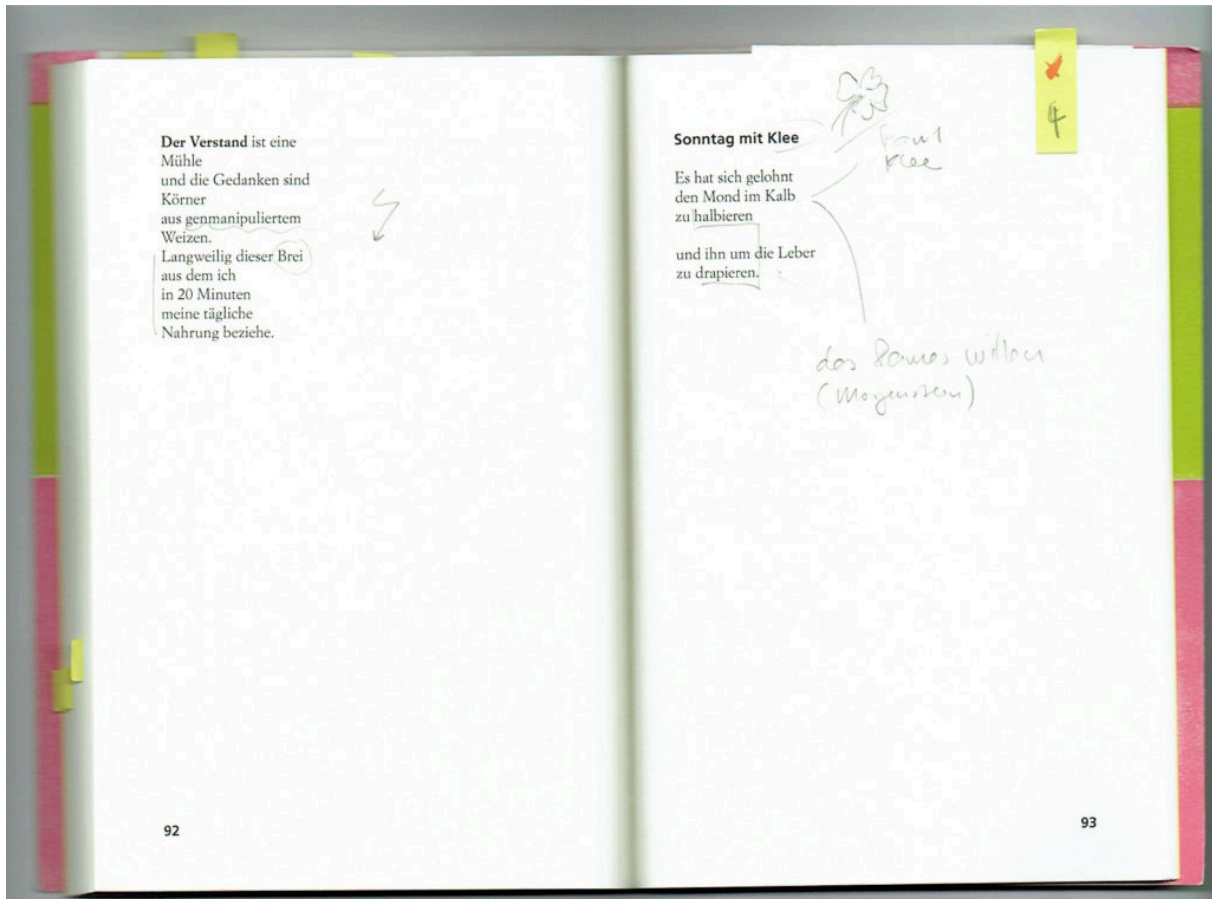 Der Verstand ist eine
Mühle
und die Gedanken sind
Körner
aus genmanipuliertem
Weizen.
Langweilig dieser Brei
aus dem ich
in 20 Minuten
meine tägliche
Nahrung beziehe.
92
4
Paul
Klee
Sonntag mit Klee
Es hat sich gelohnt
den Mond im Kalb
zu halbieren
und ihn um die Leber
zu drapieren.
des Reimes willen
(Morgenstern)
93